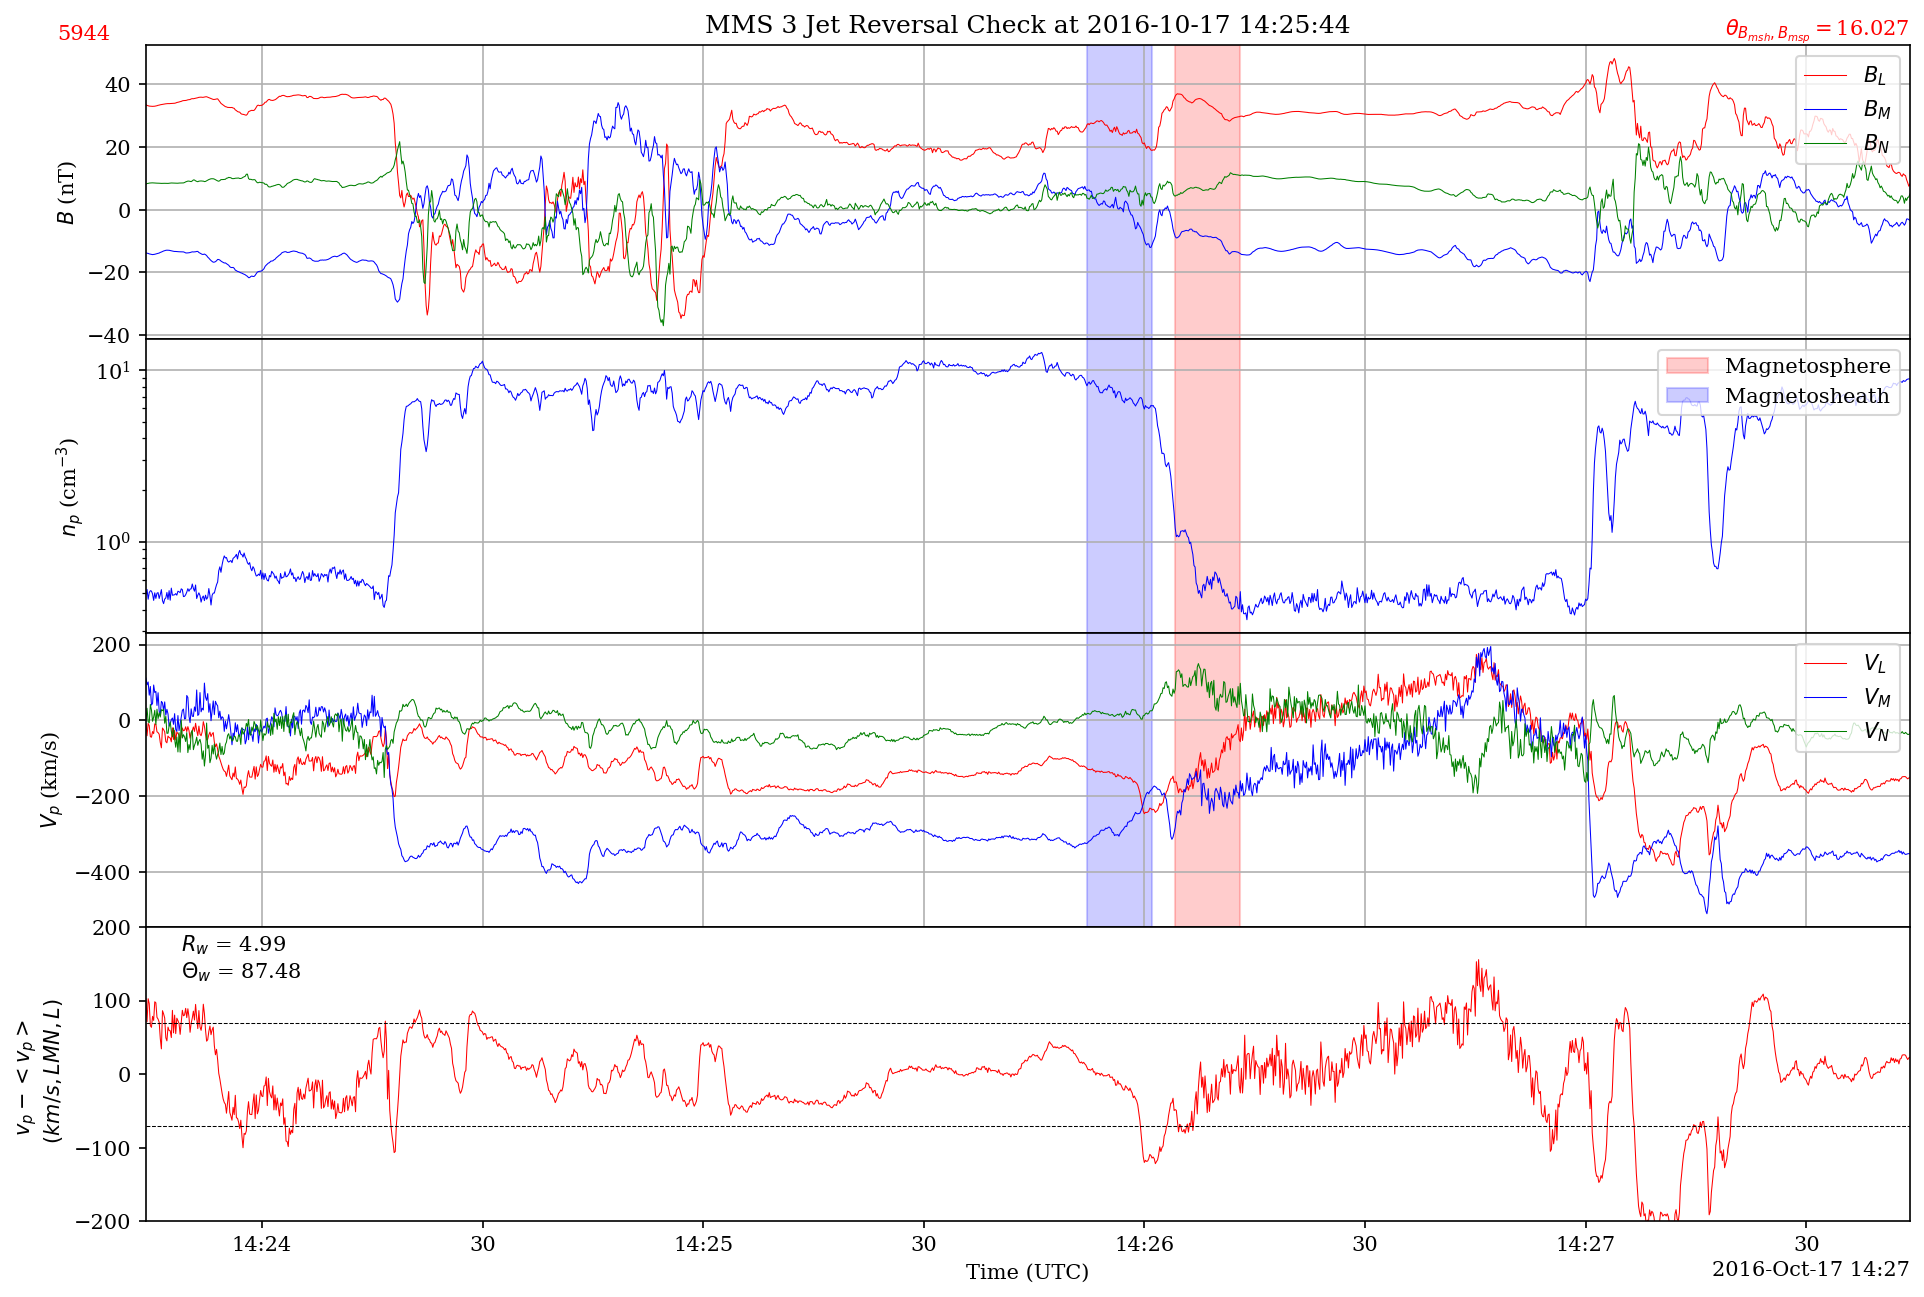 MMS 3 Jet Reversal Check at 2016-10-17 14:25:44
5944
θ_{B_{msh}, B_{msp}} = 16.027
B (nT)
40
20
0
−20
−40
B_L
B_M
B_N
n_p (cm^{−3})
10^1
10^0
Magnetosphere
Magnetosheath
V_p (km/s)
200
0
−200
−400
V_L
V_M
V_N
v_p − < v_p >
(km/s, LMN, L)
200
100
0
−100
−200
R_w = 4.99
Θ_w = 87.48
14:24 30 14:25 30 14:26 30 14:27 30
Time (UTC)
2016-Oct-17 14:27